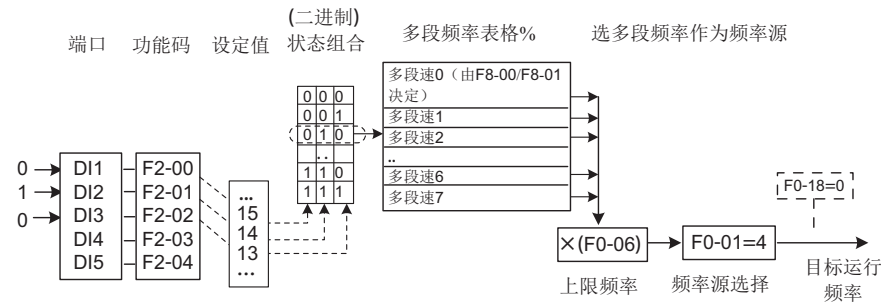 端口 功能码 设定值 (二进制) 状态组合 多段频率表格% 选多段频率作为频率源
0 0 0
0 0 1
0 1 0
..
1 1 0
1 1 1
多段速0（由F8-00/F8-01
决定）
多段速1
多段速2
..
多段速6
多段速7
0 DI1 F2-00
1 DI2 F2-01
0 DI3 F2-02
DI4 F2-03
DI5 F2-04
...
15
14
13
...
×(F0-06)
上限频率
F0-01=4
频率源选择
F0-18=0
目标运行
频率